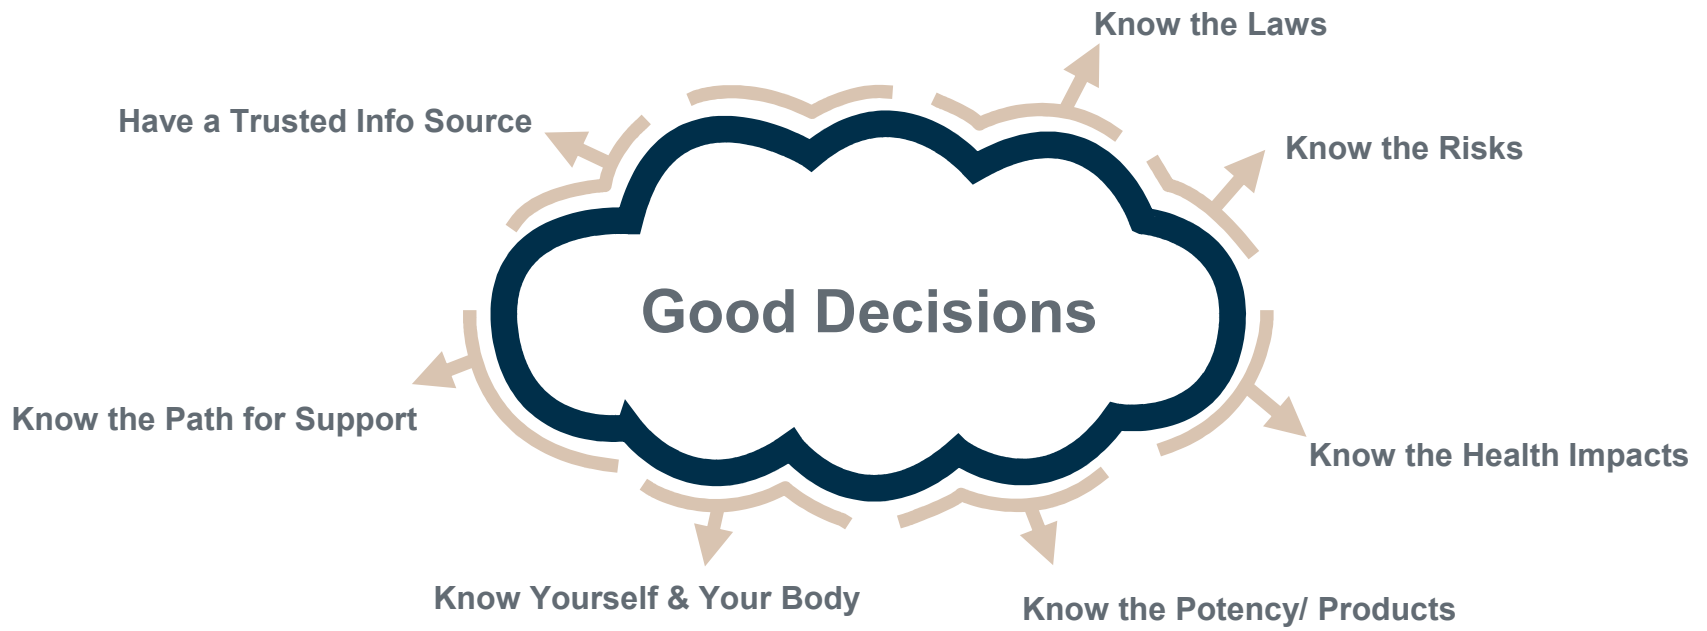 Know the Laws
Have a Trusted Info Source
Know the Risks
Good Decisions
Know the Path for Support
Know the Health Impacts
Know Yourself & Your Body
Know the Potency/ Products